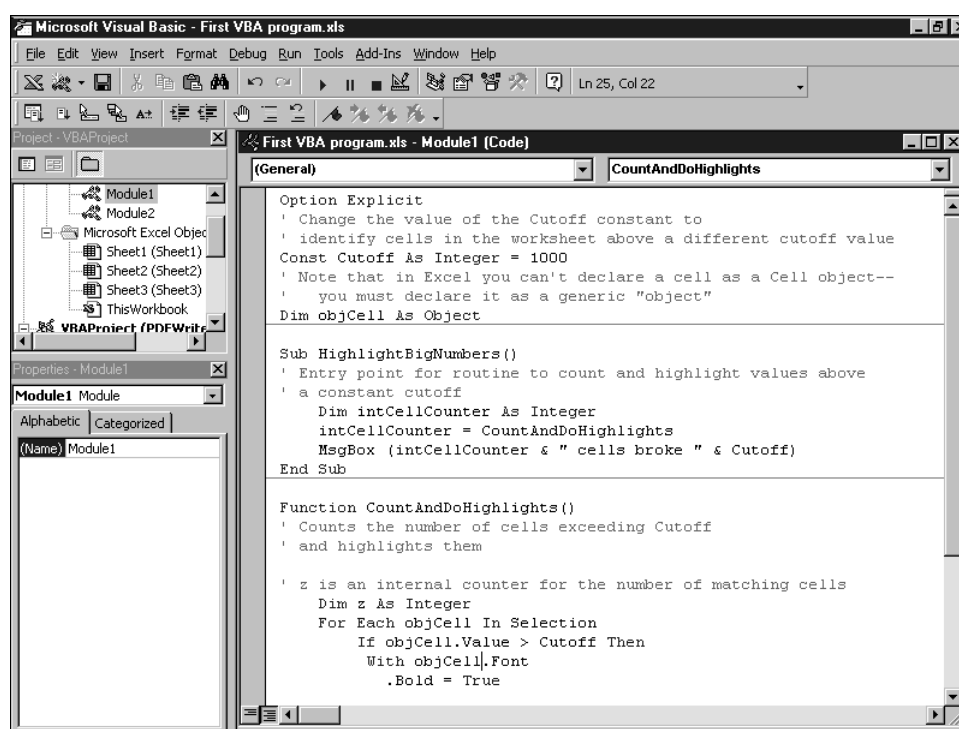 Microsoft Visual Basic - First VBA program.xls
File Edit View Insert Format Debug Run Tools Add-Ins Window Help
Ln 25, Col 22
Project - VBAProject
Module1
Module2
Microsoft Excel Objec
Sheet1 (Sheet1)
Sheet2 (Sheet2)
Sheet3 (Sheet3)
ThisWorkbook
VBAProject (PDFWrite
Properties - Module1
Module1 Module
Alphabetic Categorized
(Name) Module1
First VBA program.xls - Module1 (Code)
(General) CountAndDoHighlights
Option Explicit
' Change the value of the Cutoff constant to
' identify cells in the worksheet above a different cutoff value
Const Cutoff As Integer = 1000
' Note that in Excel you can't declare a cell as a Cell object--
'   you must declare it as a generic "object"
Dim objCell As Object
Sub HighlightBigNumbers()
' Entry point for routine to count and highlight values above
' a constant cutoff
    Dim intCellCounter As Integer
    intCellCounter = CountAndDoHighlights
    MsgBox (intCellCounter & " cells broke " & Cutoff)
End Sub
Function CountAndDoHighlights()
' Counts the number of cells exceeding Cutoff
' and highlights them
' z is an internal counter for the number of matching cells
    Dim z As Integer
    For Each objCell In Selection
        If objCell.Value > Cutoff Then
         With objCell.Font
           .Bold = True